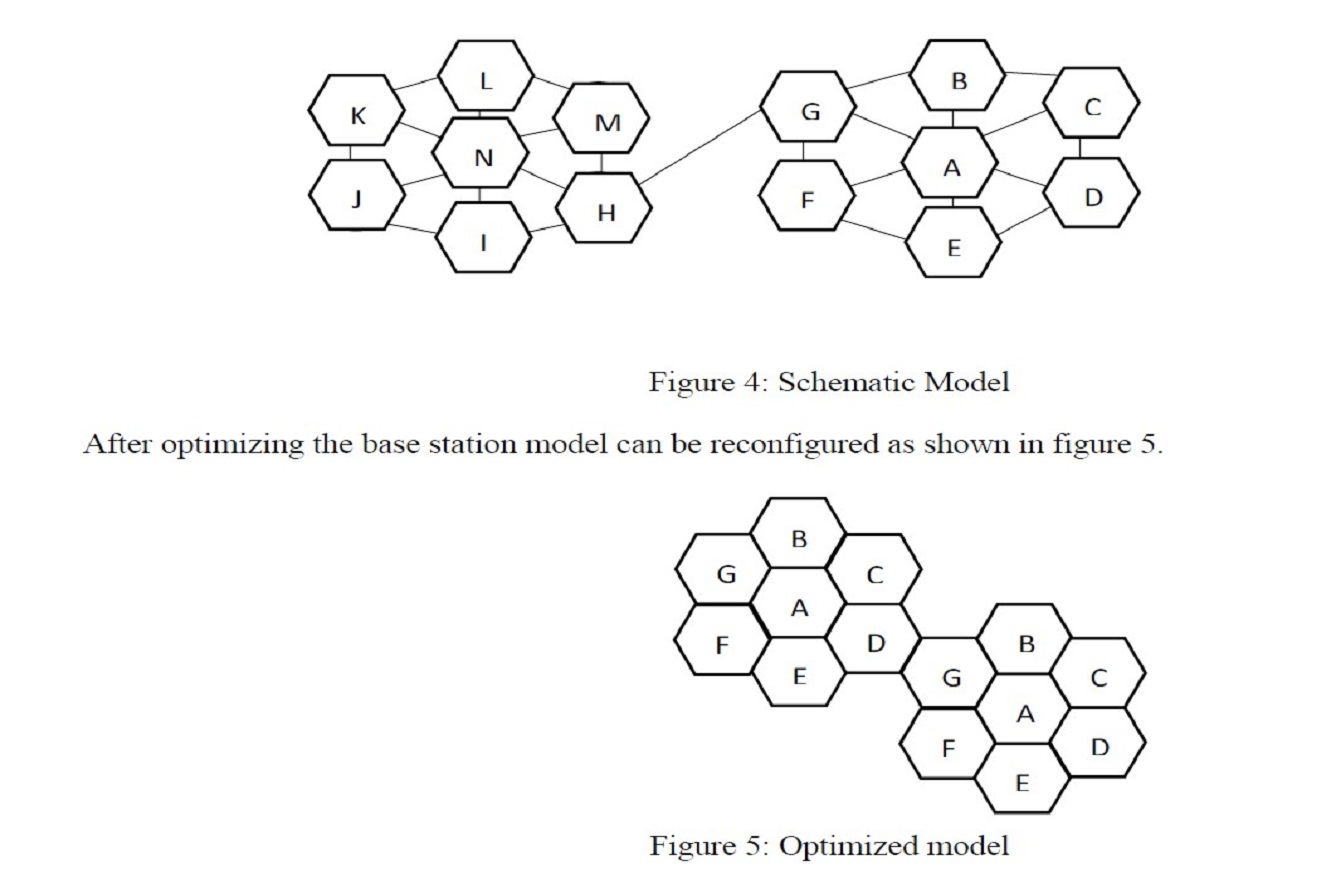 L
K
M
N
J
H
I
B
G
C
A
F
D
E
Figure 4: Schematic Model
After optimizing the base station model can be reconfigured as shown in figure 5.
B
G
C
A
F
D
E
B
G
C
A
F
D
E
Figure 5: Optimized model